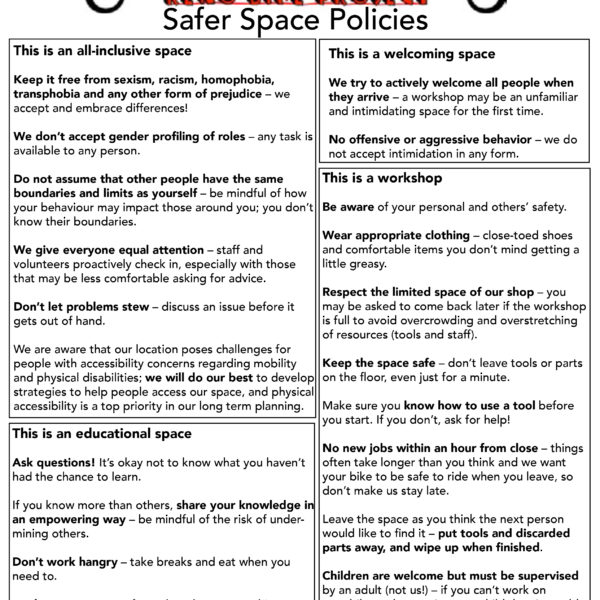 Safer Space Policies
This is an all-inclusive space
Keep it free from sexism, racism, homophobia,
transphobia and any other form of prejudice – we
accept and embrace differences!
We don't accept gender profiling of roles – any task is
available to any person.
Do not assume that other people have the same
boundaries and limits as yourself – be mindful of how
your behaviour may impact those around you; you don't
know their boundaries.
We give everyone equal attention – staff and
volunteers proactively check in, especially with those
that may be less comfortable asking for advice.
Don't let problems stew – discuss an issue before it
gets out of hand.
We are aware that our location poses challenges for
people with accessibility concerns regarding mobility
and physical disabilities; we will do our best to develop
strategies to help people access our space, and physical
accessibility is a top priority in our long term planning.
This is an educational space
Ask questions! It's okay not to know what you haven't
had the chance to learn.
If you know more than others, share your knowledge in
an empowering way – be mindful of the risk of under-
mining others.
Don't work hangry – take breaks and eat when you
need to.
This is a welcoming space
We try to actively welcome all people when
they arrive – a workshop may be an unfamiliar
and intimidating space for the first time.
No offensive or aggressive behavior – we do
not accept intimidation in any form.
This is a workshop
Be aware of your personal and others' safety.
Wear appropriate clothing – close-toed shoes
and comfortable items you don't mind getting a
little greasy.
Respect the limited space of our shop – you
may be asked to come back later if the workshop
is full to avoid overcrowding and overstretching
of resources (tools and staff).
Keep the space safe – don't leave tools or parts
on the floor, even just for a minute.
Make sure you know how to use a tool before
you start. If you don't, ask for help!
No new jobs within an hour from close – things
often take longer than you think and we want
your bike to be safe to ride when you leave, so
don't make us stay late.
Leave the space as you think the next person
would like to find it – put tools and discarded
parts away, and wipe up when finished.
Children are welcome but must be supervised
by an adult (not us!) – if you can't work on